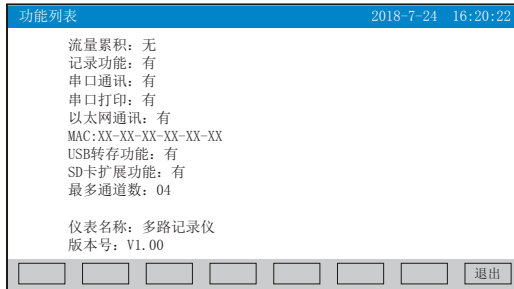 功能列表 2018-7-24 16:20:22
流量累积：无
记录功能：有
串口通讯：有
串口打印：有
以太网通讯：有
MAC:XX-XX-XX-XX-XX-XX
USB转存功能：有
SD卡扩展功能：有
最多通道数：04
仪表名称：多路记录仪
版本号：V1.00
退出